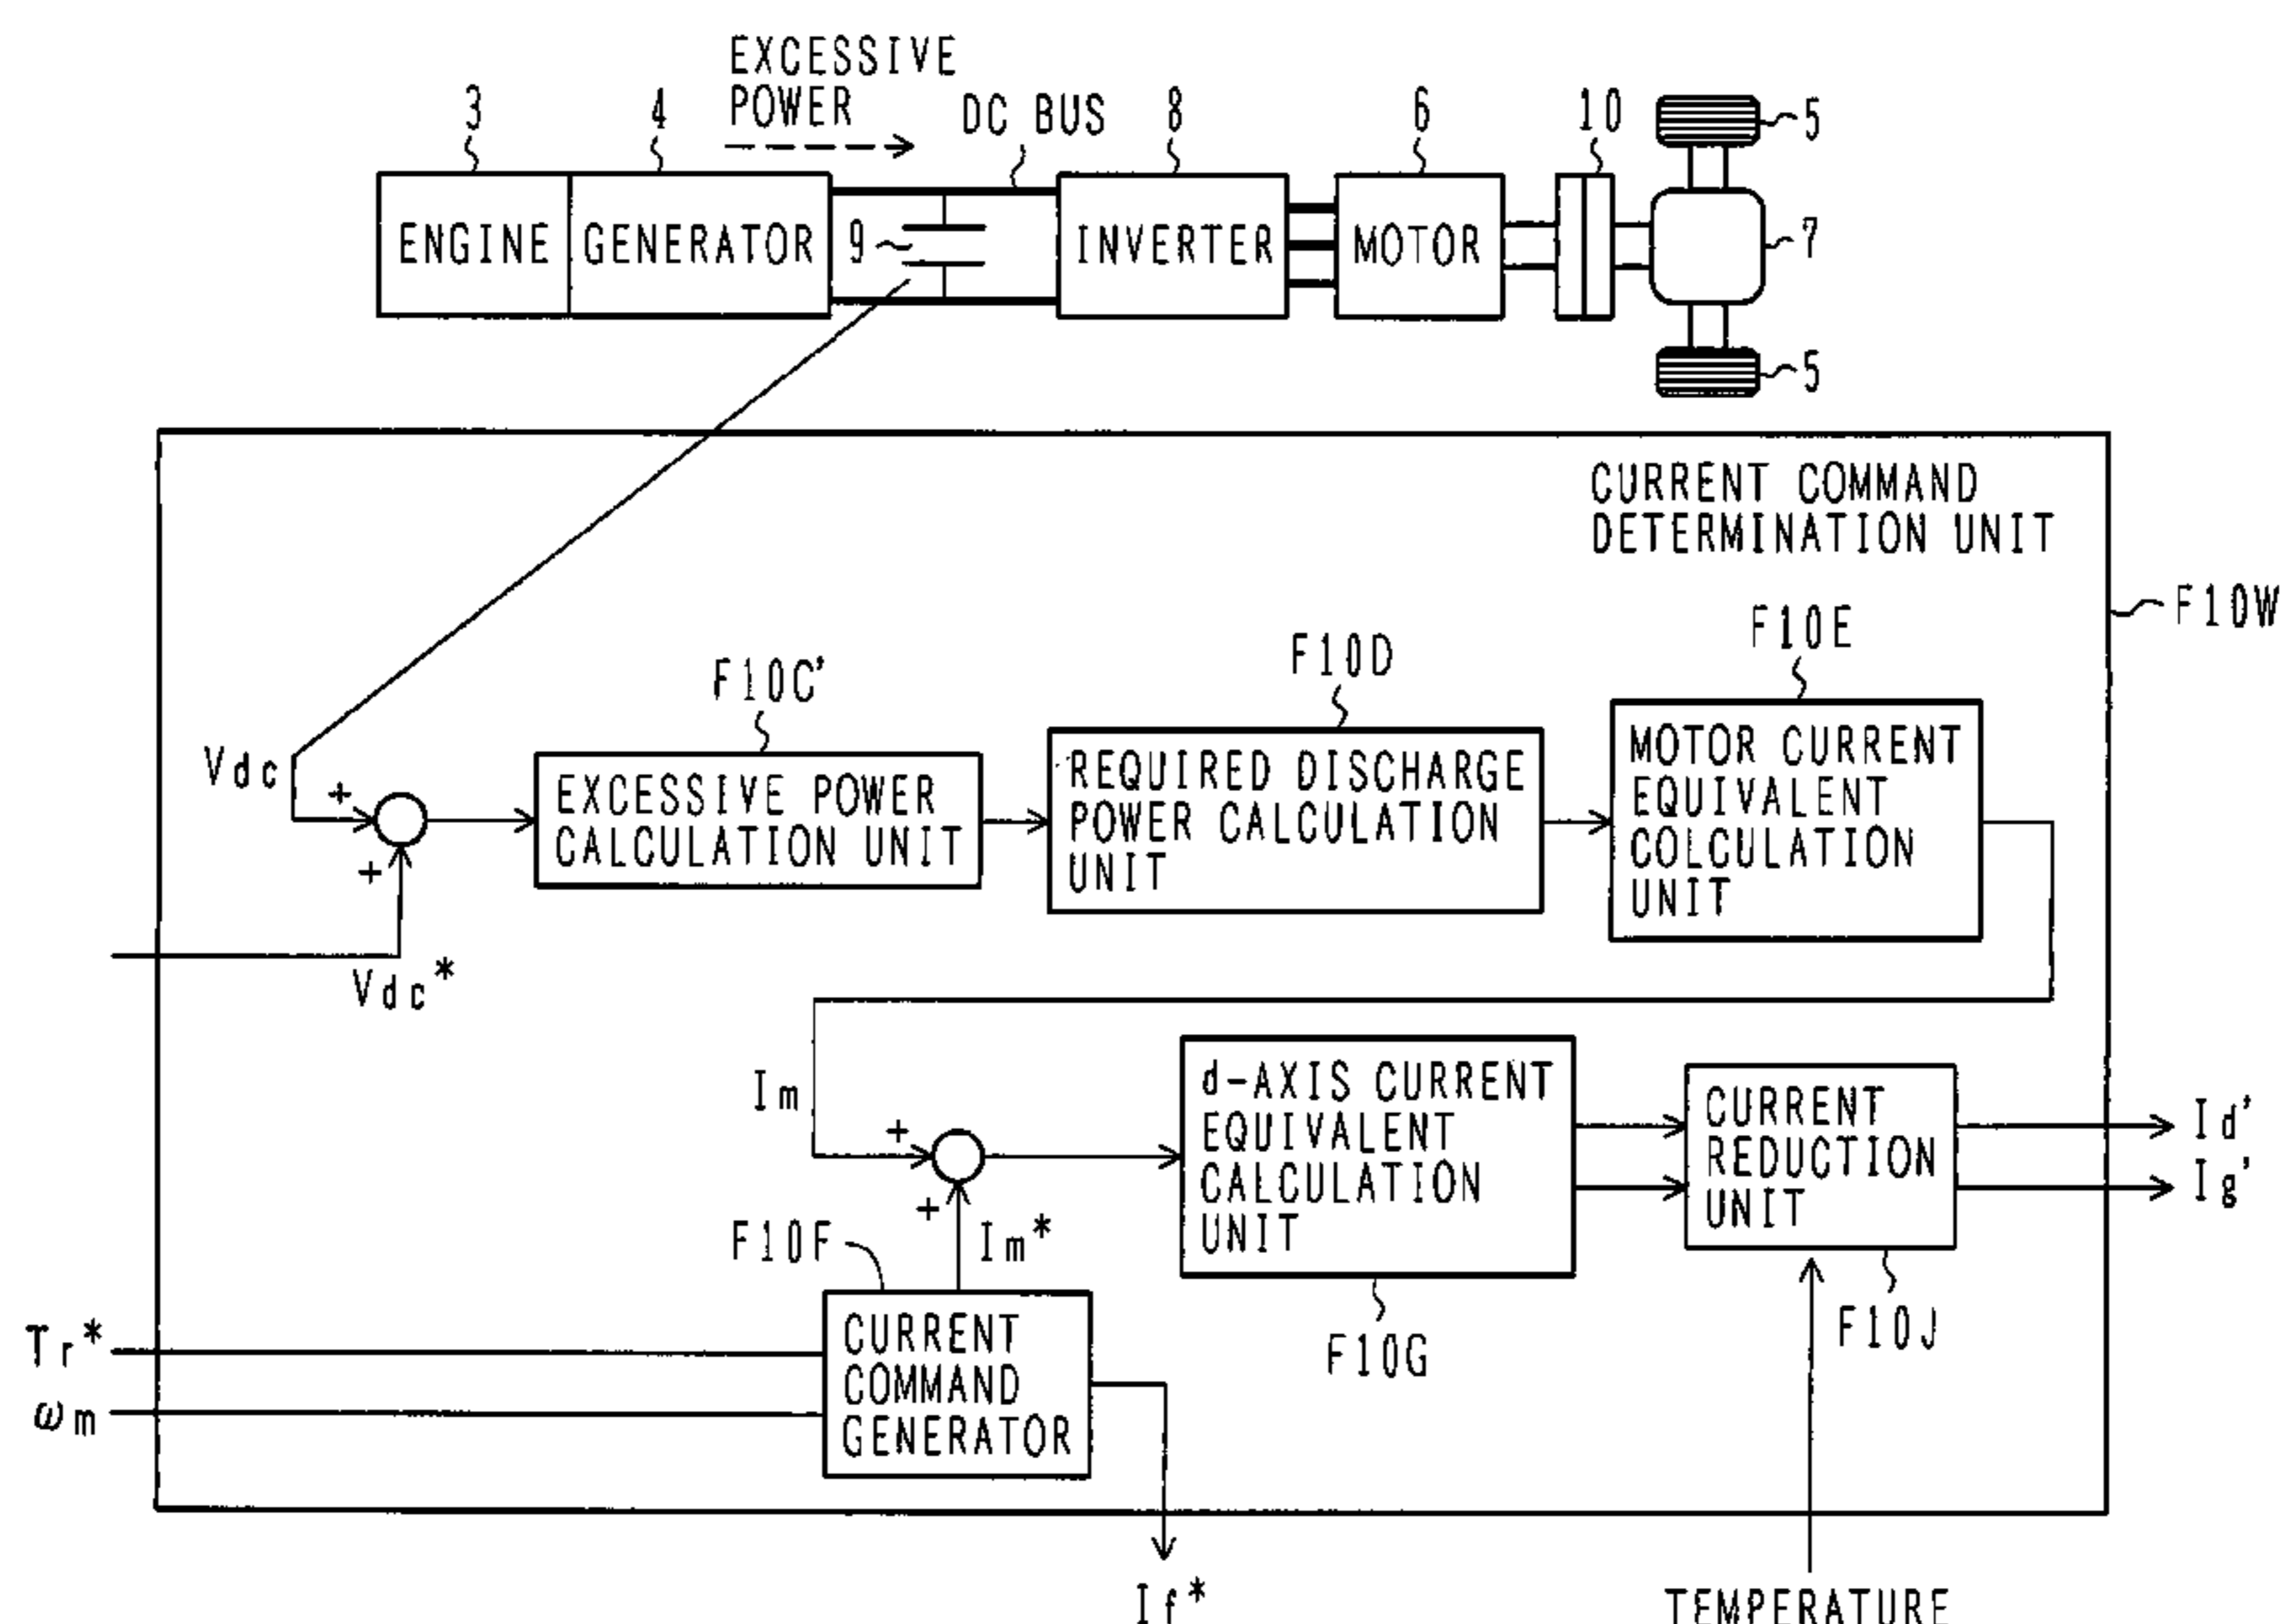 EXCESSIVE
POWER
DC BUS
3
4
8
6
10
5
ENGINE
GENERATOR
9
INVERTER
MOTOR
7
5
CURRENT COMMAND
DETERMINATION UNIT
F10W
F10C'
F10D
F10E
Vdc
+
+
Vdc*
EXCESSIVE POWER
CALCULATION UNIT
REQUIRED DISCHARGE
POWER CALCULATION
UNIT
MOTOR CURRENT
EQUIVALENT
COLCULATION
UNIT
Im
+
+
Im*
d-AXIS CURRENT
EQUIVALENT
CALCULATION
UNIT
CURRENT
REDUCTION
UNIT
Id'
Ig'
F10F
F10G
F10J
Tr*
ωm
CURRENT
COMMAND
GENERATOR
If*
TEMPERATURE